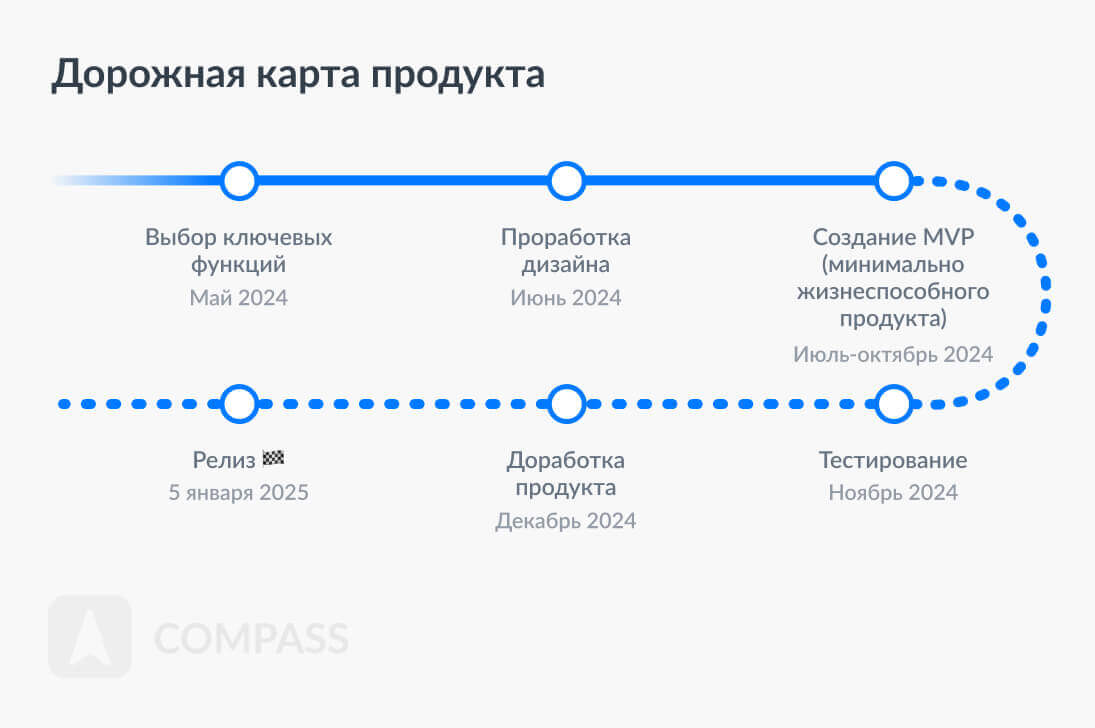 Дорожная карта продукта
Выбор ключевых
функций
Май 2024
Проработка
дизайна
Июнь 2024
Создание MVP
(минимально
жизнеспособного
продукта)
Июль-октябрь 2024
Релиз 🏁
5 января 2025
Доработка
продукта
Декабрь 2024
Тестирование
Ноябрь 2024
COMPASS